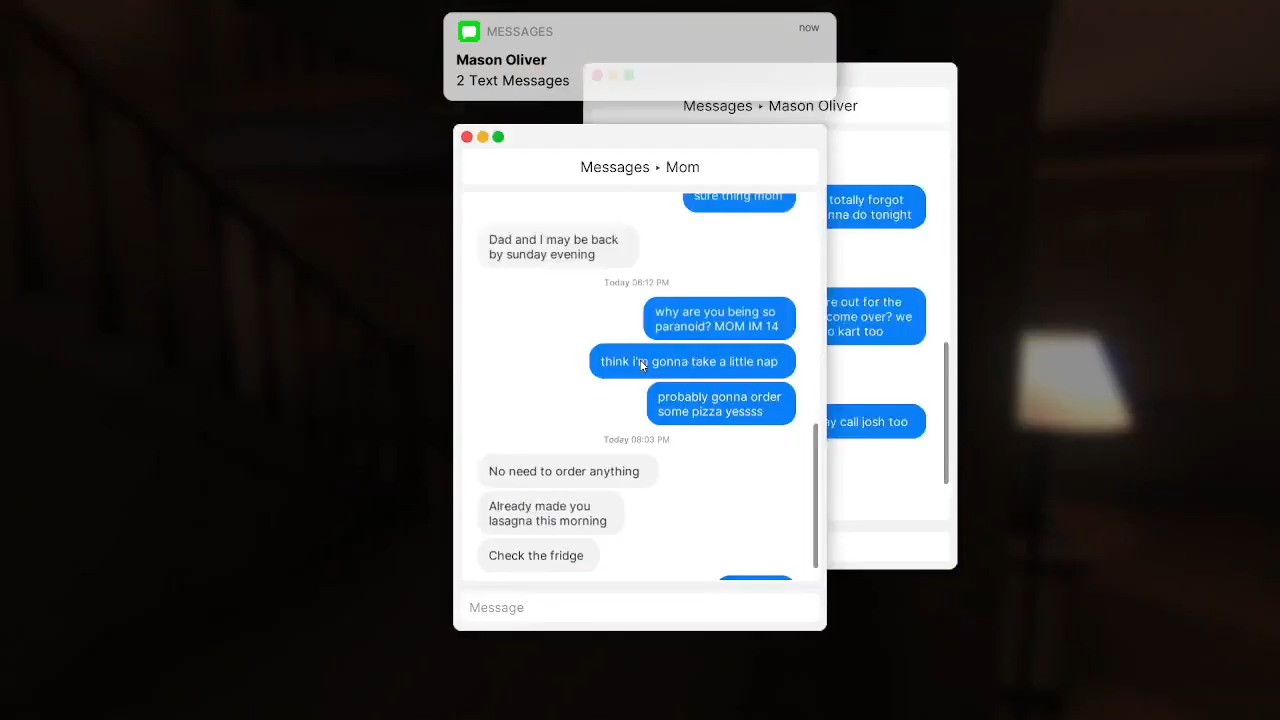 MESSAGES
now
Mason Oliver
2 Text Messages
Messages ▸ Mason Oliver
totally forgot
nna do tonight
re out for the
come over? we
o kart too
ay call josh too
Messages ▸ Mom
sure thing mom
Dad and I may be back
by sunday evening
Today 06:12 PM
why are you being so
paranoid? MOM IM 14
think i'm gonna take a little nap
probably gonna order
some pizza yessss
Today 08:03 PM
No need to order anything
Already made you
lasagna this morning
Check the fridge
Message